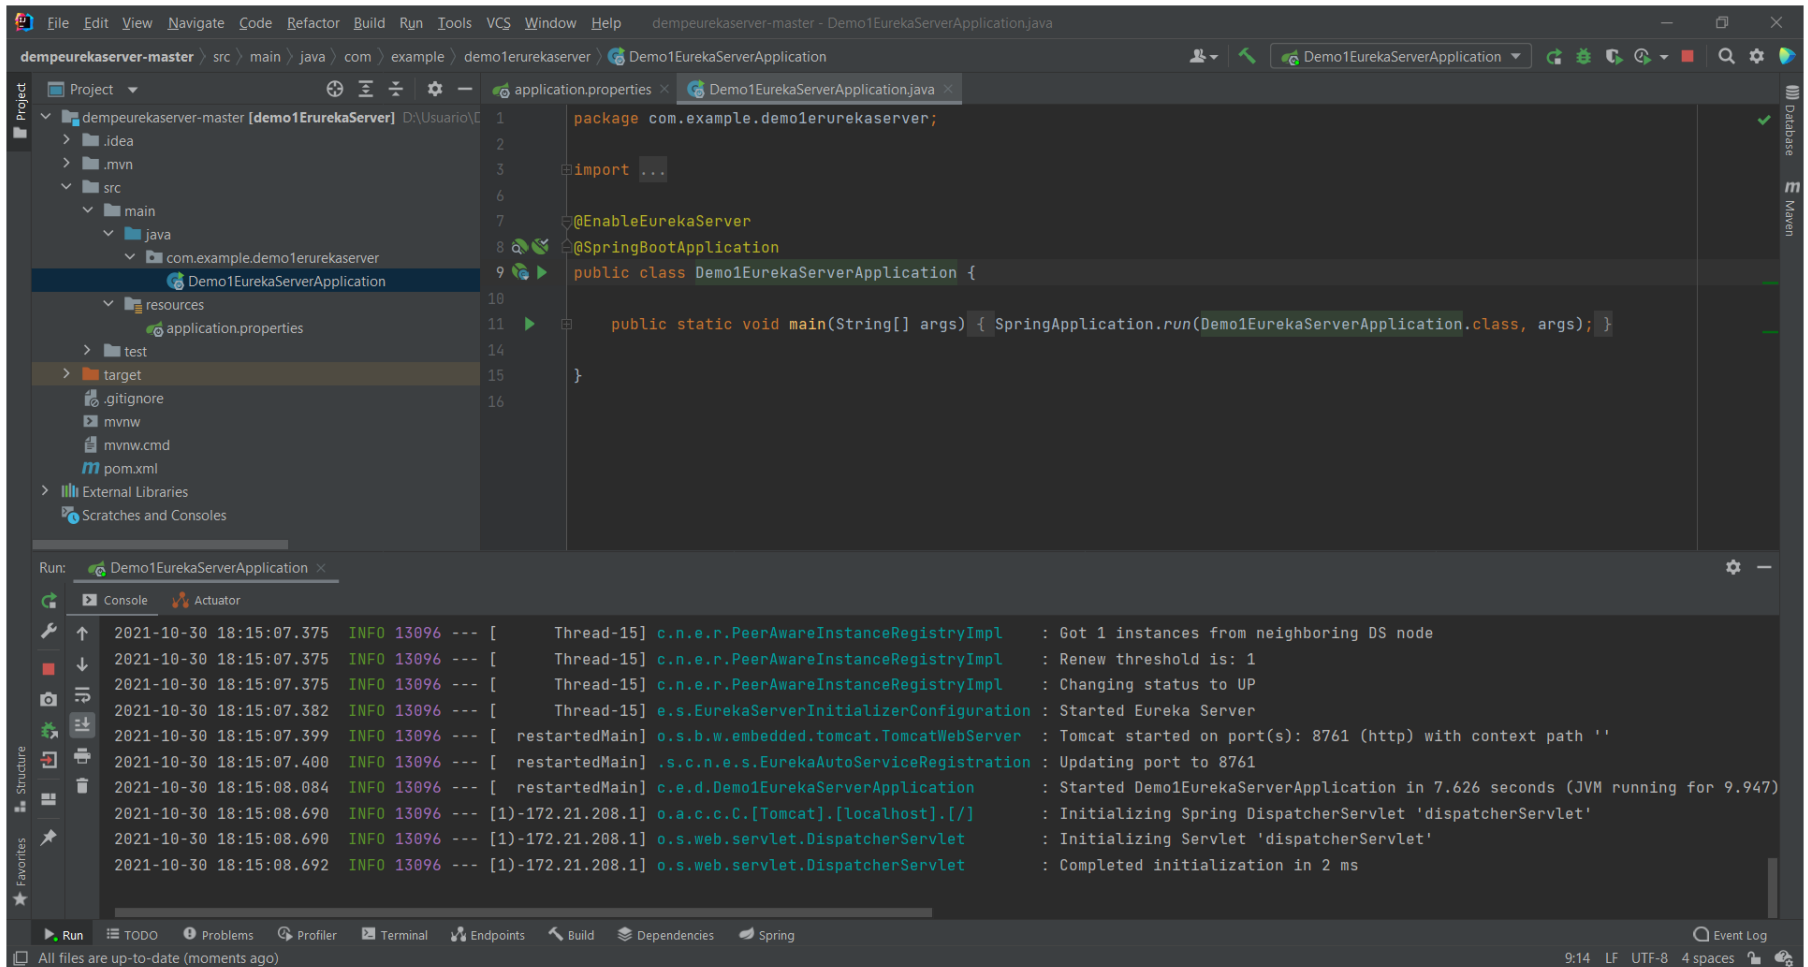 File Edit View Navigate Code Refactor Build Run Tools VCS Window Help dempeurekaserver-master - Demo1EurekaServerApplication.java
dempeurekaserver-master src main java com example demo1erurekaserver Demo1EurekaServerApplication Demo1EurekaServerApplication
Project
Project
dempeurekaserver-master [demo1ErurekaServer] D:\Usuario\D
.idea
.mvn
src
main
java
com.example.demo1erurekaserver
Demo1EurekaServerApplication
resources
application.properties
test
target
.gitignore
mvnw
mvnw.cmd
pom.xml
External Libraries
Scratches and Consoles
application.properties Demo1EurekaServerApplication.java
1 package com.example.demo1erurekaserver;
2
3 import ...
6
7 @EnableEurekaServer
8 @SpringBootApplication
9 public class Demo1EurekaServerApplication {
10
11 public static void main(String[] args) { SpringApplication.run(Demo1EurekaServerApplication.class, args); }
14
15 }
16
Database
Maven
Run: Demo1EurekaServerApplication
Console Actuator
2021-10-30 18:15:07.375 INFO 13096 --- [ Thread-15] c.n.e.r.PeerAwareInstanceRegistryImpl : Got 1 instances from neighboring DS node
2021-10-30 18:15:07.375 INFO 13096 --- [ Thread-15] c.n.e.r.PeerAwareInstanceRegistryImpl : Renew threshold is: 1
2021-10-30 18:15:07.375 INFO 13096 --- [ Thread-15] c.n.e.r.PeerAwareInstanceRegistryImpl : Changing status to UP
2021-10-30 18:15:07.382 INFO 13096 --- [ Thread-15] e.s.EurekaServerInitializerConfiguration : Started Eureka Server
2021-10-30 18:15:07.399 INFO 13096 --- [ restartedMain] o.s.b.w.embedded.tomcat.TomcatWebServer : Tomcat started on port(s): 8761 (http) with context path ''
2021-10-30 18:15:07.400 INFO 13096 --- [ restartedMain] .s.c.n.e.s.EurekaAutoServiceRegistration : Updating port to 8761
2021-10-30 18:15:08.084 INFO 13096 --- [ restartedMain] c.e.d.Demo1EurekaServerApplication : Started Demo1EurekaServerApplication in 7.626 seconds (JVM running for 9.947)
2021-10-30 18:15:08.690 INFO 13096 --- [1)-172.21.208.1] o.a.c.c.C.[Tomcat].[localhost].[/] : Initializing Spring DispatcherServlet 'dispatcherServlet'
2021-10-30 18:15:08.690 INFO 13096 --- [1)-172.21.208.1] o.s.web.servlet.DispatcherServlet : Initializing Servlet 'dispatcherServlet'
2021-10-30 18:15:08.692 INFO 13096 --- [1)-172.21.208.1] o.s.web.servlet.DispatcherServlet : Completed initialization in 2 ms
Structure
Favorites
Run TODO Problems Profiler Terminal Endpoints Build Dependencies Spring Event Log
All files are up-to-date (moments ago) 9:14 LF UTF-8 4 spaces